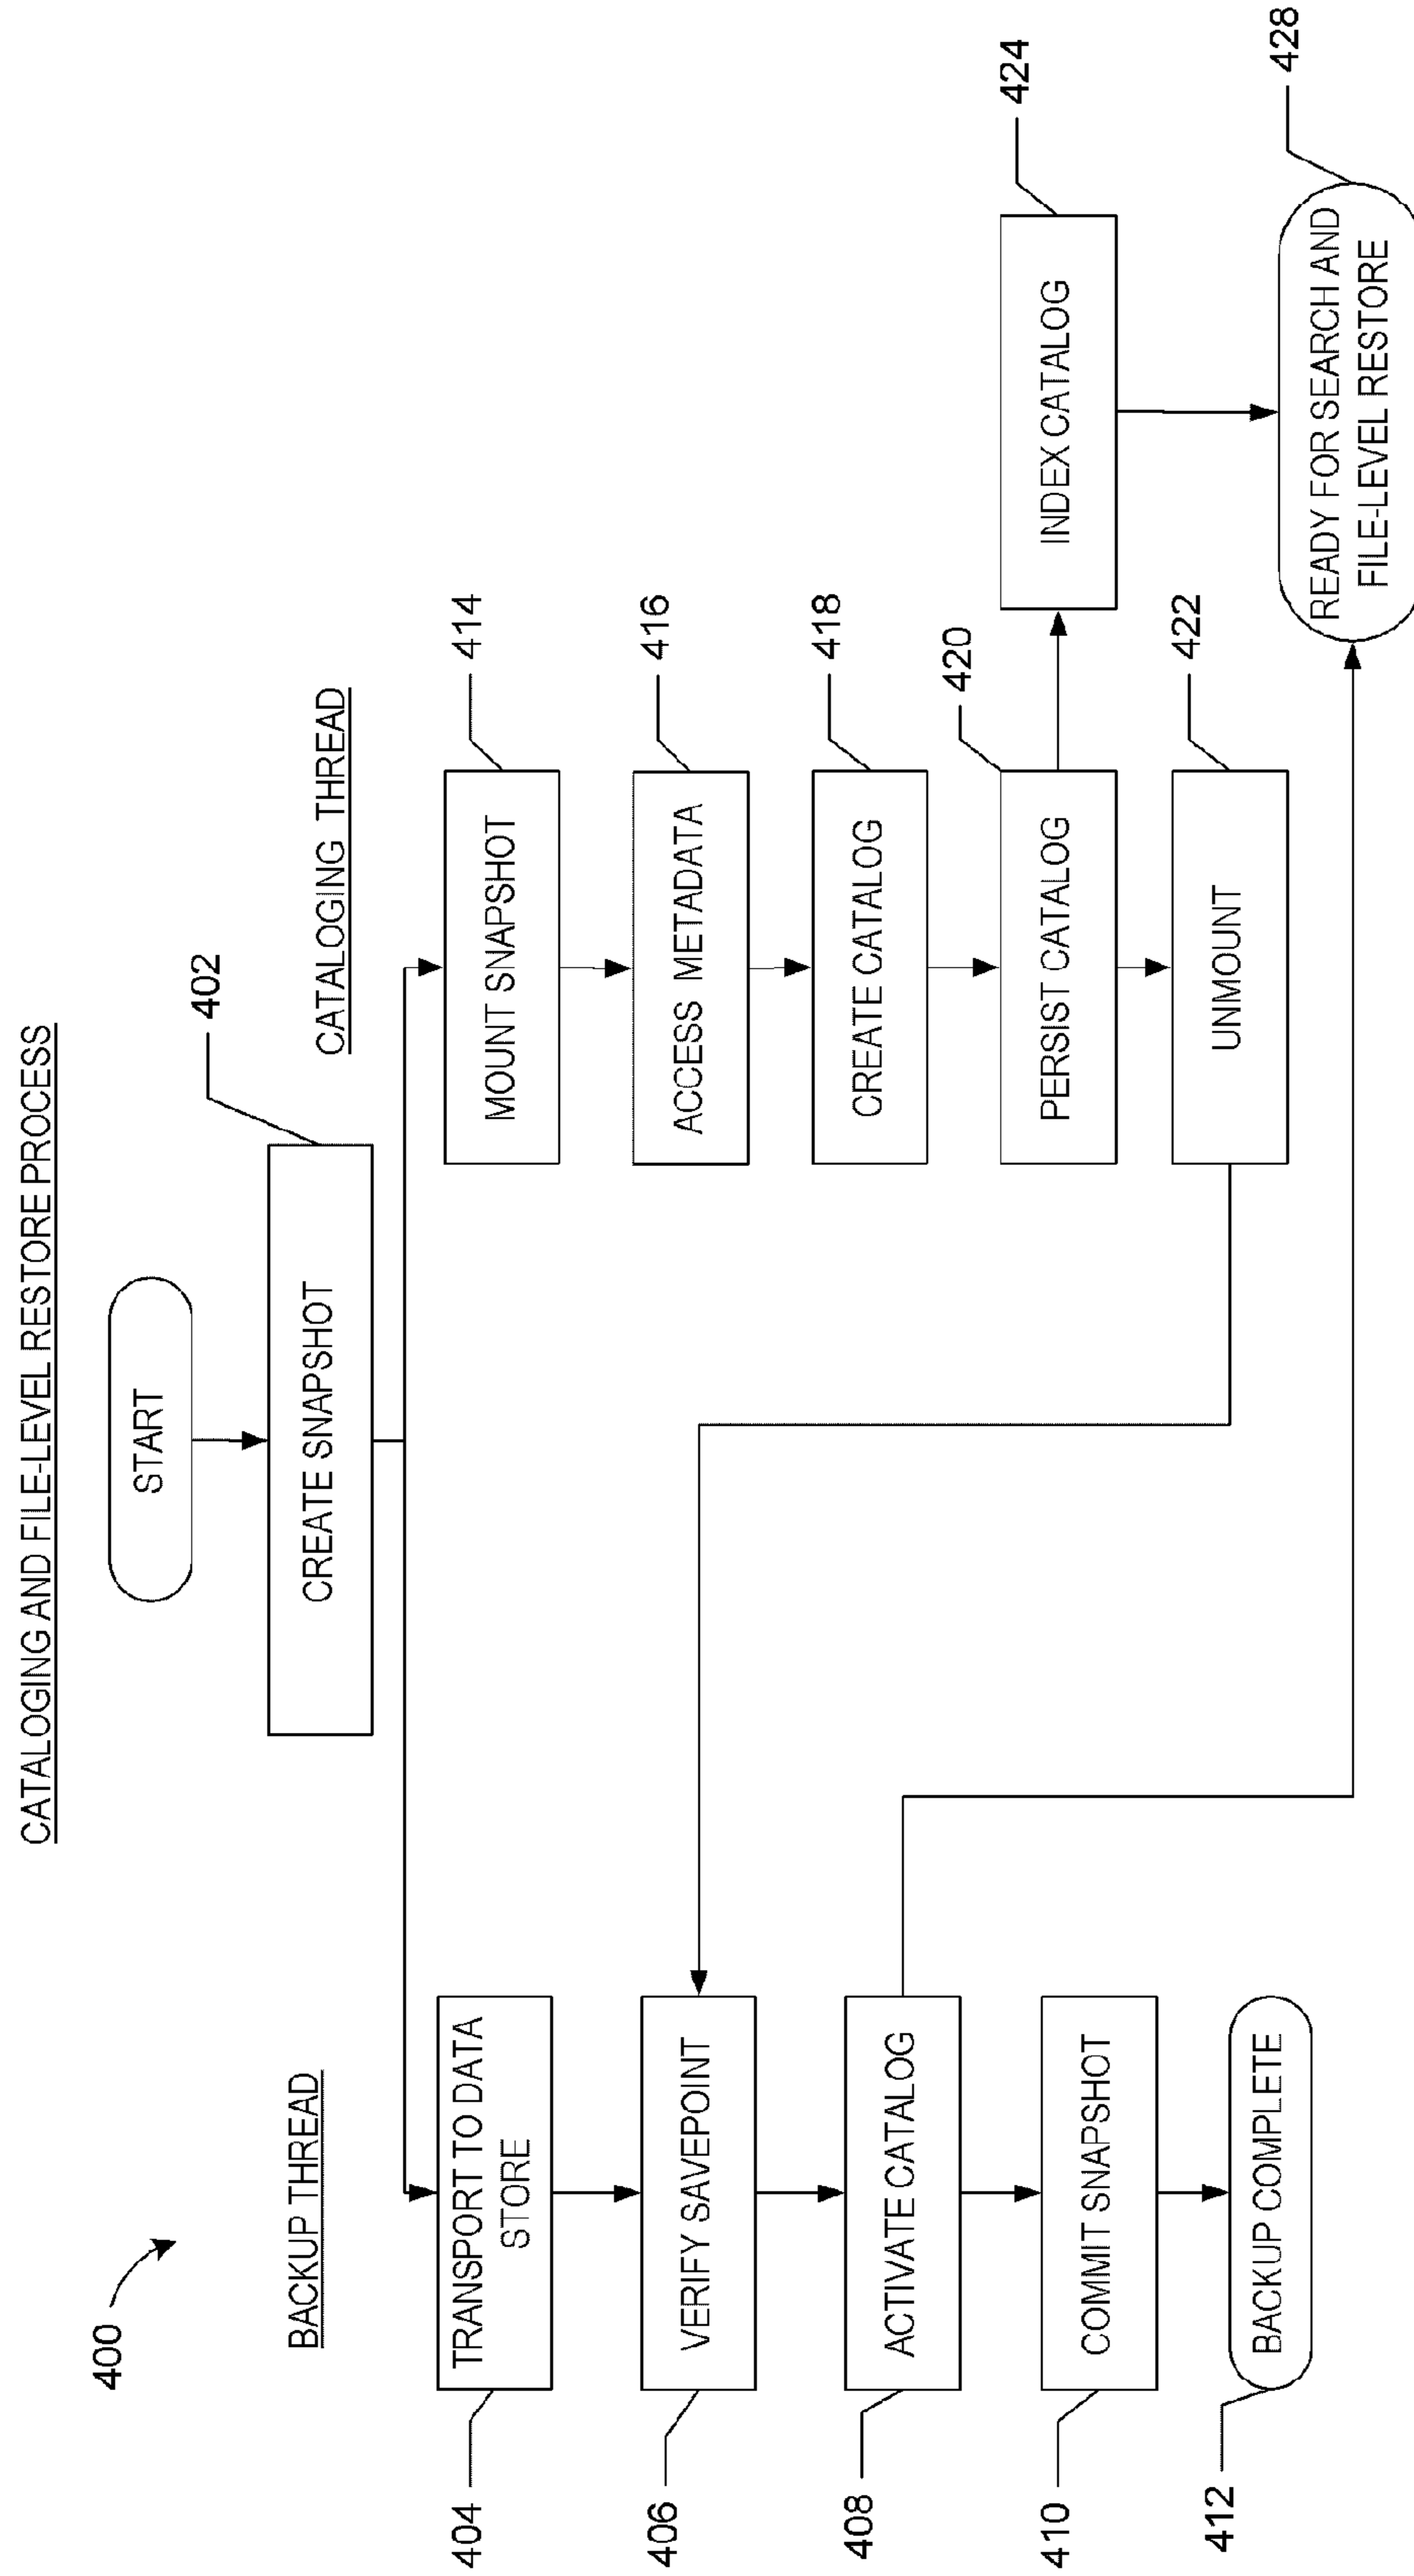 CATALOGING AND FILE-LEVEL RESTORE PROCESS
400
START
402
CREATE SNAPSHOT
BACKUP THREAD
CATALOGING THREAD
404
TRANSPORT TO DATA
STORE
414
MOUNT SNAPSHOT
406
VERIFY SAVEPOINT
416
ACCESS METADATA
408
ACTIVATE CATALOG
418
CREATE CATALOG
410
COMMIT SNAPSHOT
420
PERSIST CATALOG
424
INDEX CATALOG
412
BACKUP COMPLETE
422
UNMOUNT
428
READY FOR SEARCH AND
FILE-LEVEL RESTORE